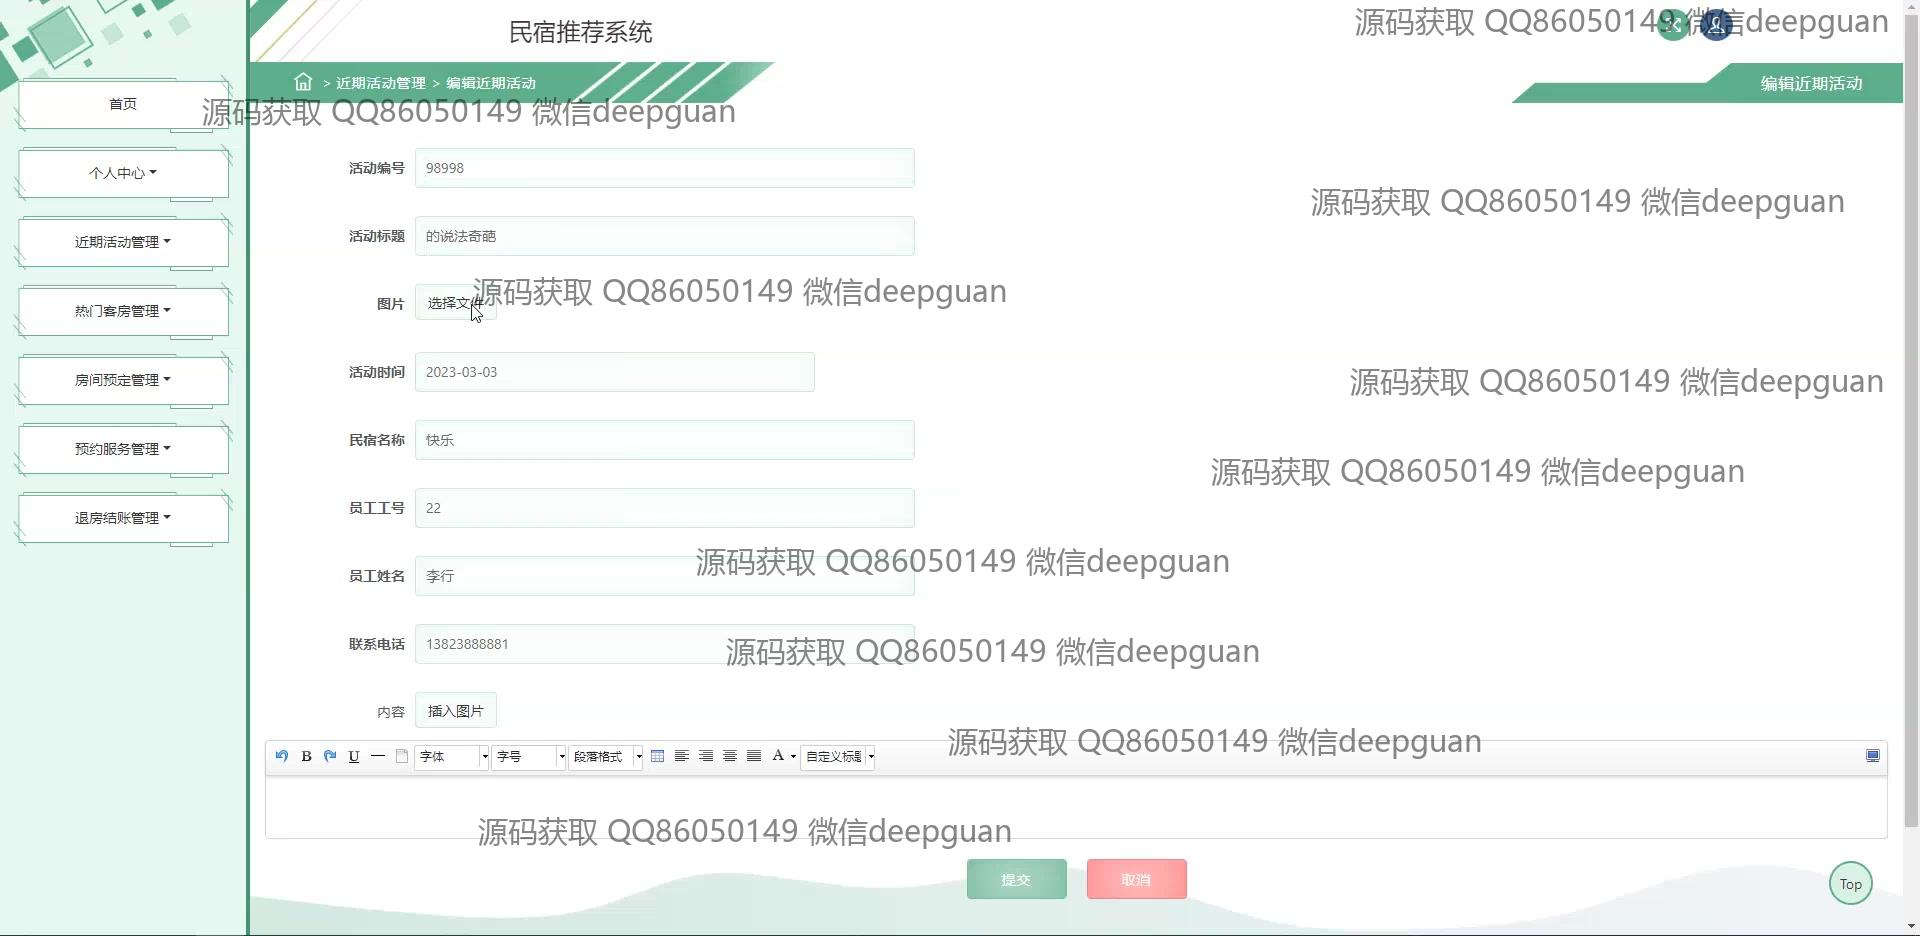 民宿推荐系统
源码获取 QQ86050149 微信deepguan
> 近期活动管理 > 编辑近期活动
编辑近期活动
首页
源码获取 QQ86050149 微信deepguan
活动编号 98998
个人中心
源码获取 QQ86050149 微信deepguan
活动标题 的说法奇葩
近期活动管理
源码获取 QQ86050149 微信deepguan
图片 选择文件
热门客房管理
活动时间 2023-03-03
房间预定管理
源码获取 QQ86050149 微信deepguan
民宿名称 快乐
预约服务管理
源码获取 QQ86050149 微信deepguan
员工工号 22
退房结账管理
源码获取 QQ86050149 微信deepguan
员工姓名 李行
联系电话 13823888881
源码获取 QQ86050149 微信deepguan
内容 插入图片
源码获取 QQ86050149 微信deepguan
B U 字体 字号 段落格式 A 自定义标题
源码获取 QQ86050149 微信deepguan
提交 取消
Top